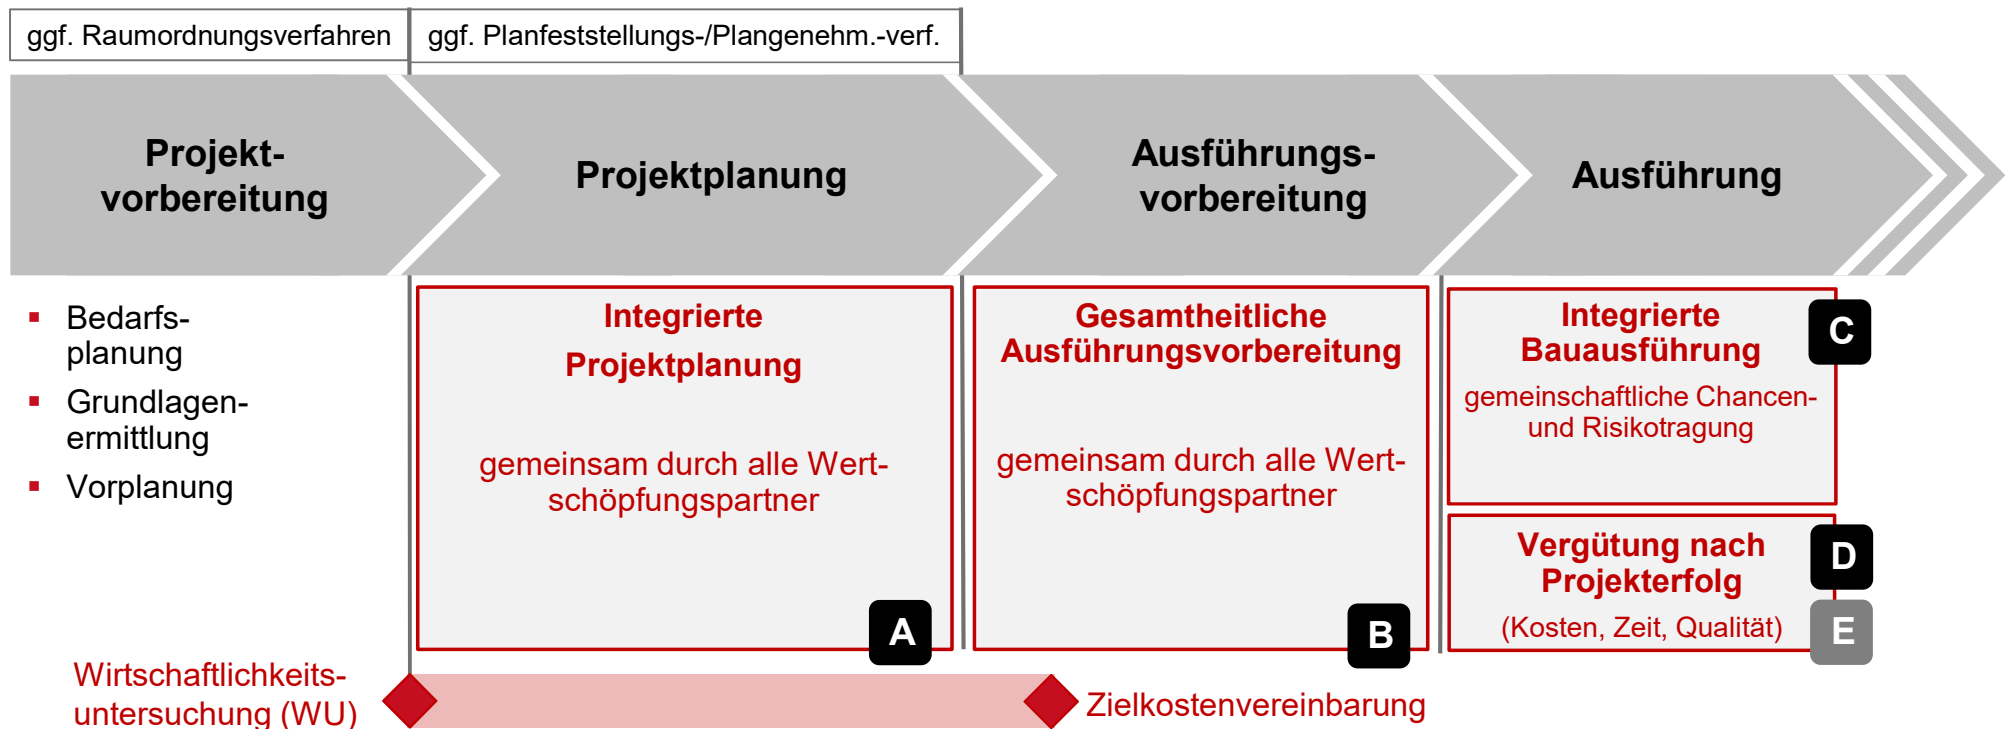 ggf. Raumordnungsverfahren
ggf. Planfeststellungs-/Plangenehm.-verf.
Projekt-
vorbereitung
Projektplanung
Ausführungs-
vorbereitung
Ausführung
▪ Bedarfs-
planung
▪ Grundlagen-
ermittlung
▪ Vorplanung
Integrierte
Projektplanung
gemeinsam durch alle Wert-
schöpfungspartner
A
Gesamtheitliche
Ausführungsvorbereitung
gemeinsam durch alle Wert-
schöpfungspartner
B
Integrierte
Bauausführung
gemeinschaftliche Chancen-
und Risikotragung
C
Vergütung nach
Projekterfolg
(Kosten, Zeit, Qualität)
D
E
Wirtschaftlichkeits-
untersuchung (WU)
Zielkostenvereinbarung